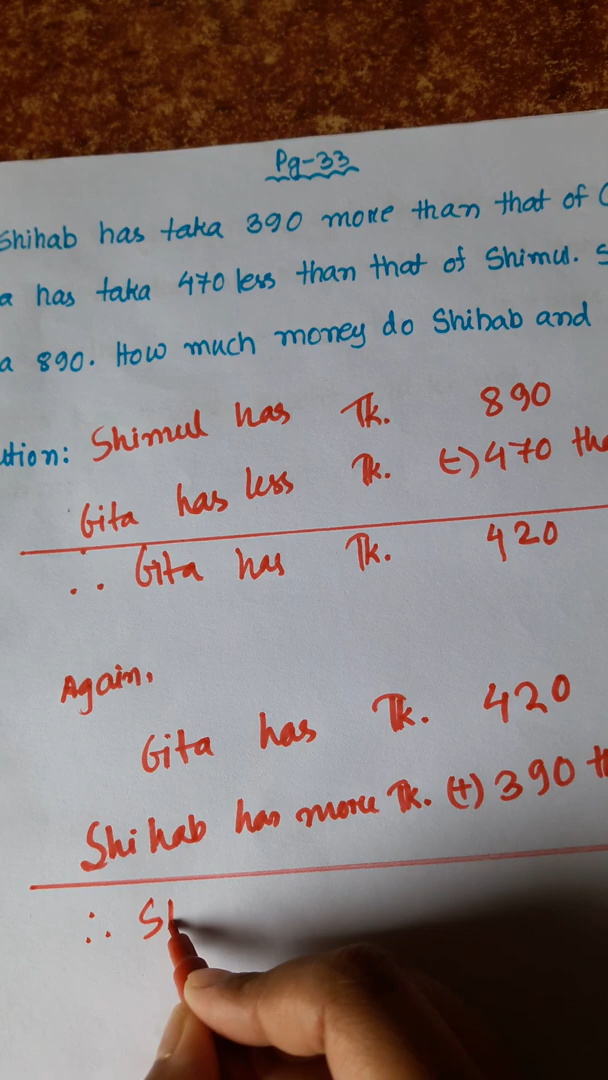 Pg-33
Shihab has taka 390 more than that of
a has taka 470 less than that of Shimul. S
a 890. How much money do Shihab and
ution: Shimul has Tk. 890
Gita has less Tk. (-) 470 tha
∴ Gita has Tk. 420
Again,
Gita has Tk. 420
Shihab has more Tk. (+) 390 t
∴ Sh